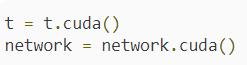 t = t.cuda()
network = network.cuda()